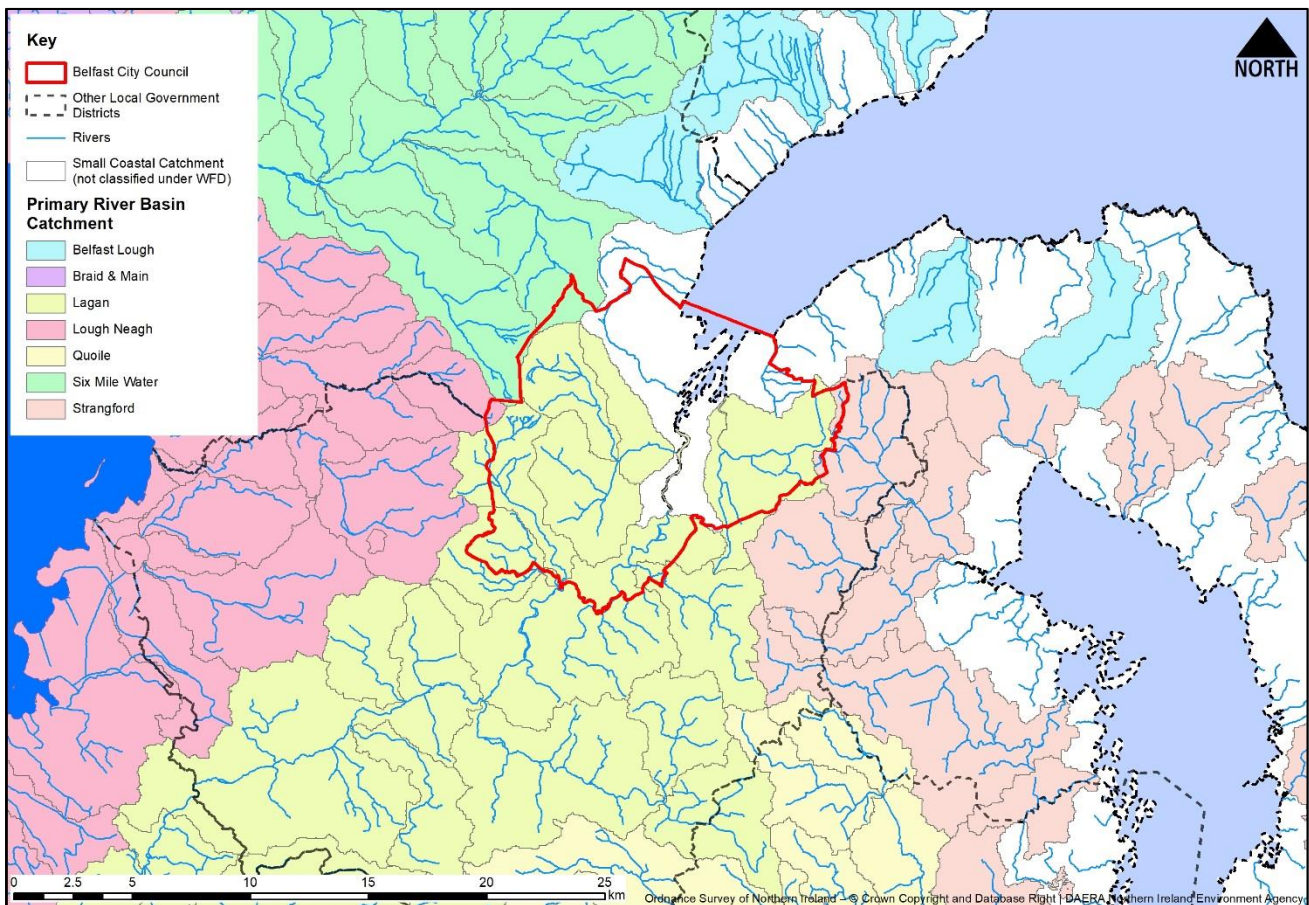 Key
Belfast City Council
Other Local Government
Districts
Rivers
Small Coastal Catchment
(not classified under WFD)
Primary River Basin
Catchment
Belfast Lough
Braid & Main
Lagan
Lough Neagh
Quoile
Six Mile Water
Strangford
NORTH
0 2.5 5 10 15 20 25
km
Ordnance Survey of Northern Ireland – © Crown Copyright and Database Right | DAERA Northern Ireland Environment Agency